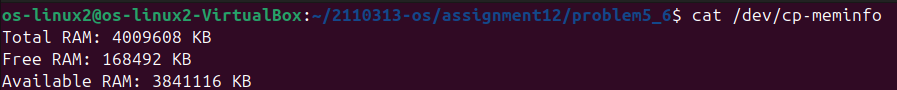 os-linux2@os-linux2-VirtualBox:~/2110313-os/assignment12/problem5_6$ cat /dev/cp-meminfo
Total RAM: 4009608 KB
Free RAM: 168492 KB
Available RAM: 3841116 KB